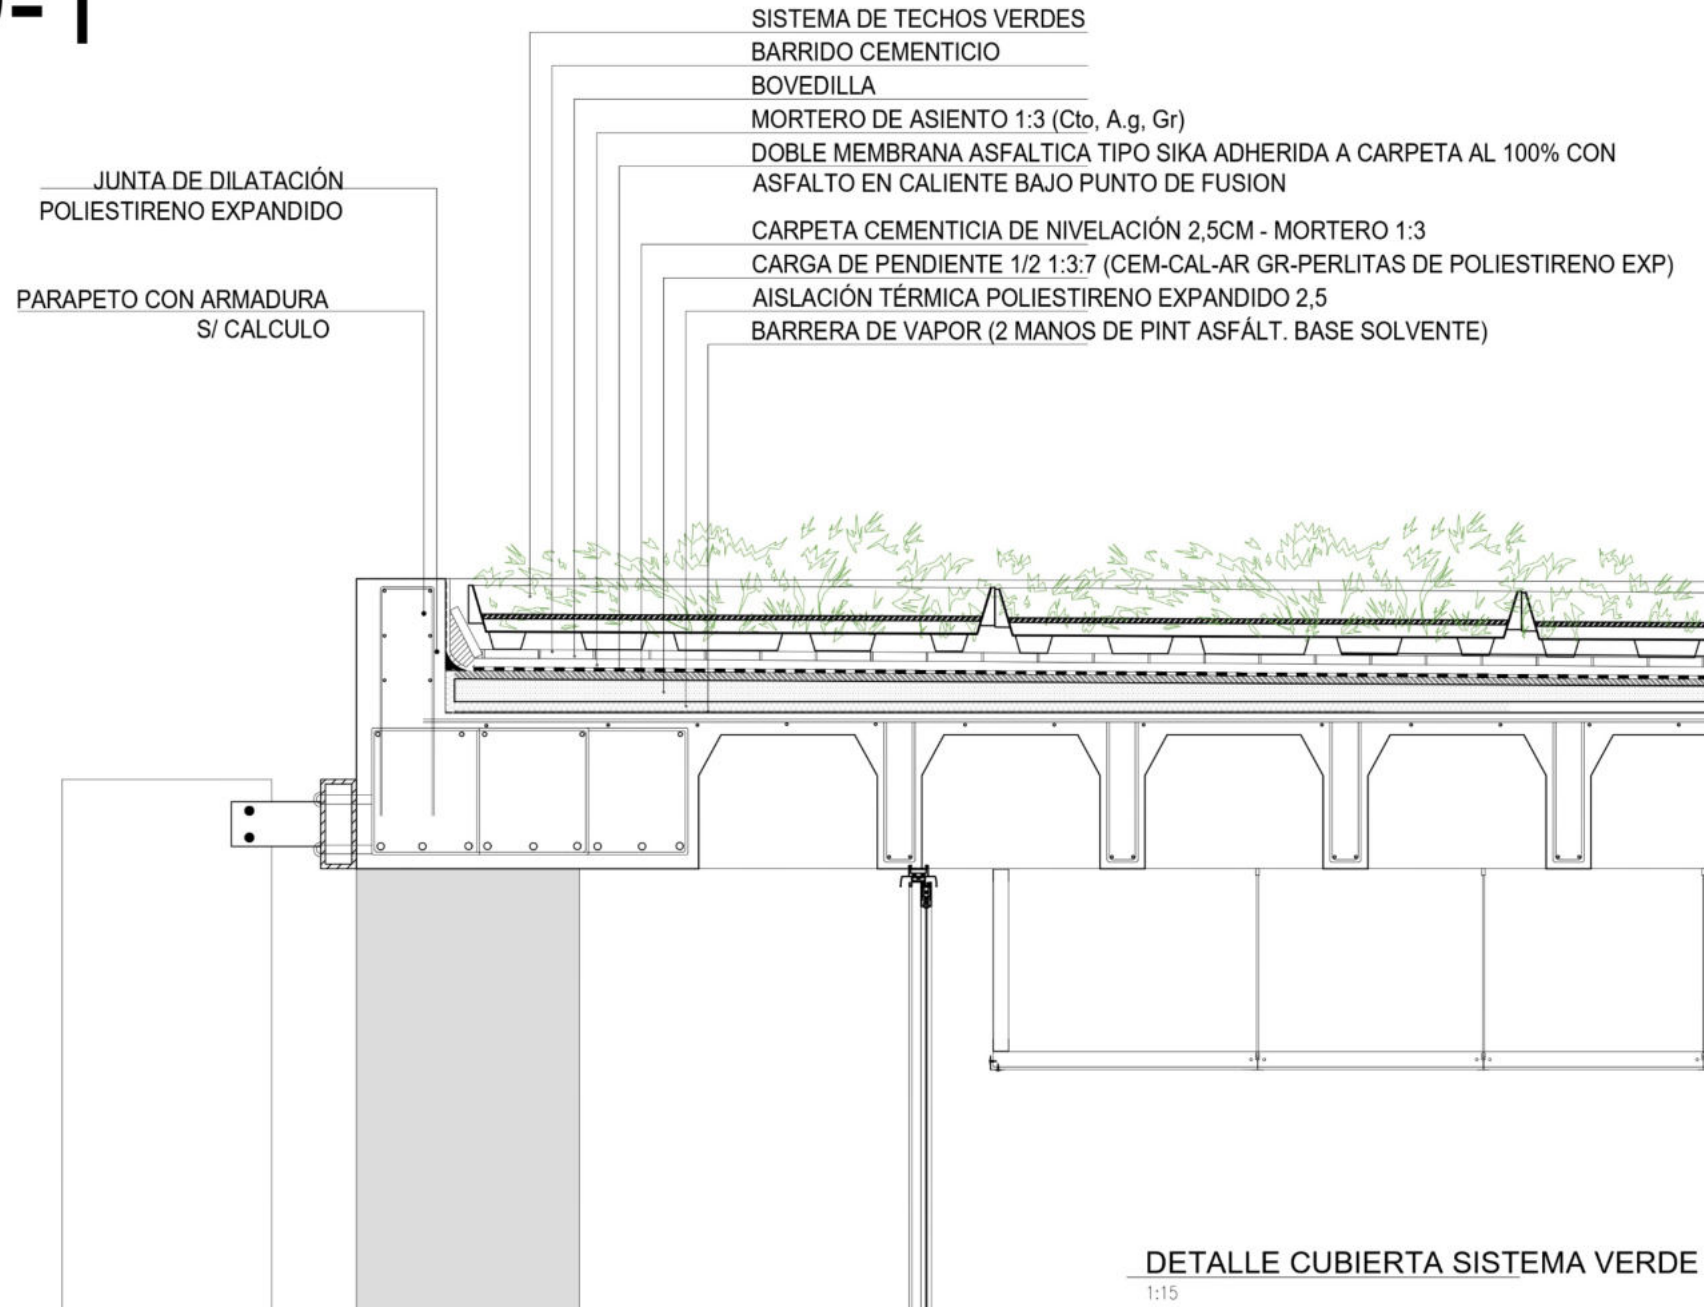 SISTEMA DE TECHOS VERDES
BARRIDO CEMENTICIO
BOVEDILLA
MORTERO DE ASIENTO 1:3 (Cto, A.g, Gr)
DOBLE MEMBRANA ASFALTICA TIPO SIKA ADHERIDA A CARPETA AL 100% CON
ASFALTO EN CALIENTE BAJO PUNTO DE FUSION
CARPETA CEMENTICIA DE NIVELACIÓN 2,5CM - MORTERO 1:3
CARGA DE PENDIENTE 1/2 1:3:7 (CEM-CAL-AR GR-PERLITAS DE POLIESTIRENO EXP)
AISLACIÓN TÉRMICA POLIESTIRENO EXPANDIDO 2,5
BARRERA DE VAPOR (2 MANOS DE PINT ASFÁLT. BASE SOLVENTE)
JUNTA DE DILATACIÓN
POLIESTIRENO EXPANDIDO
PARAPETO CON ARMADURA
S/ CALCULO
DETALLE CUBIERTA SISTEMA VERDE
1:15